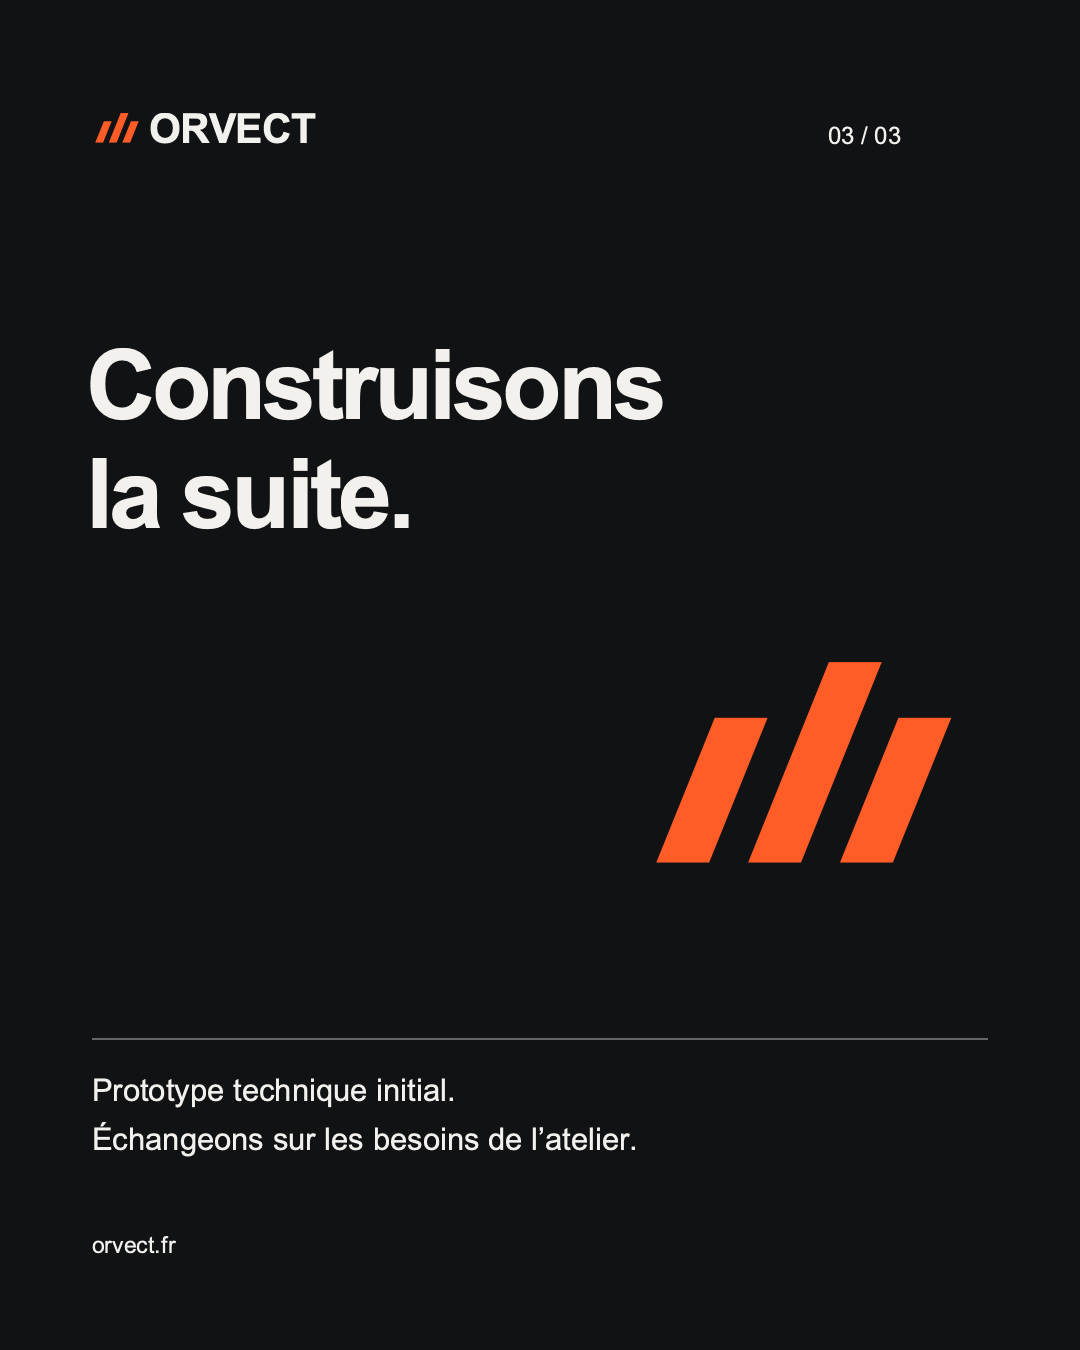 ORVECT
03 / 03
Construisons
la suite.
Prototype technique initial.
Échangeons sur les besoins de l’atelier.
orvect.fr